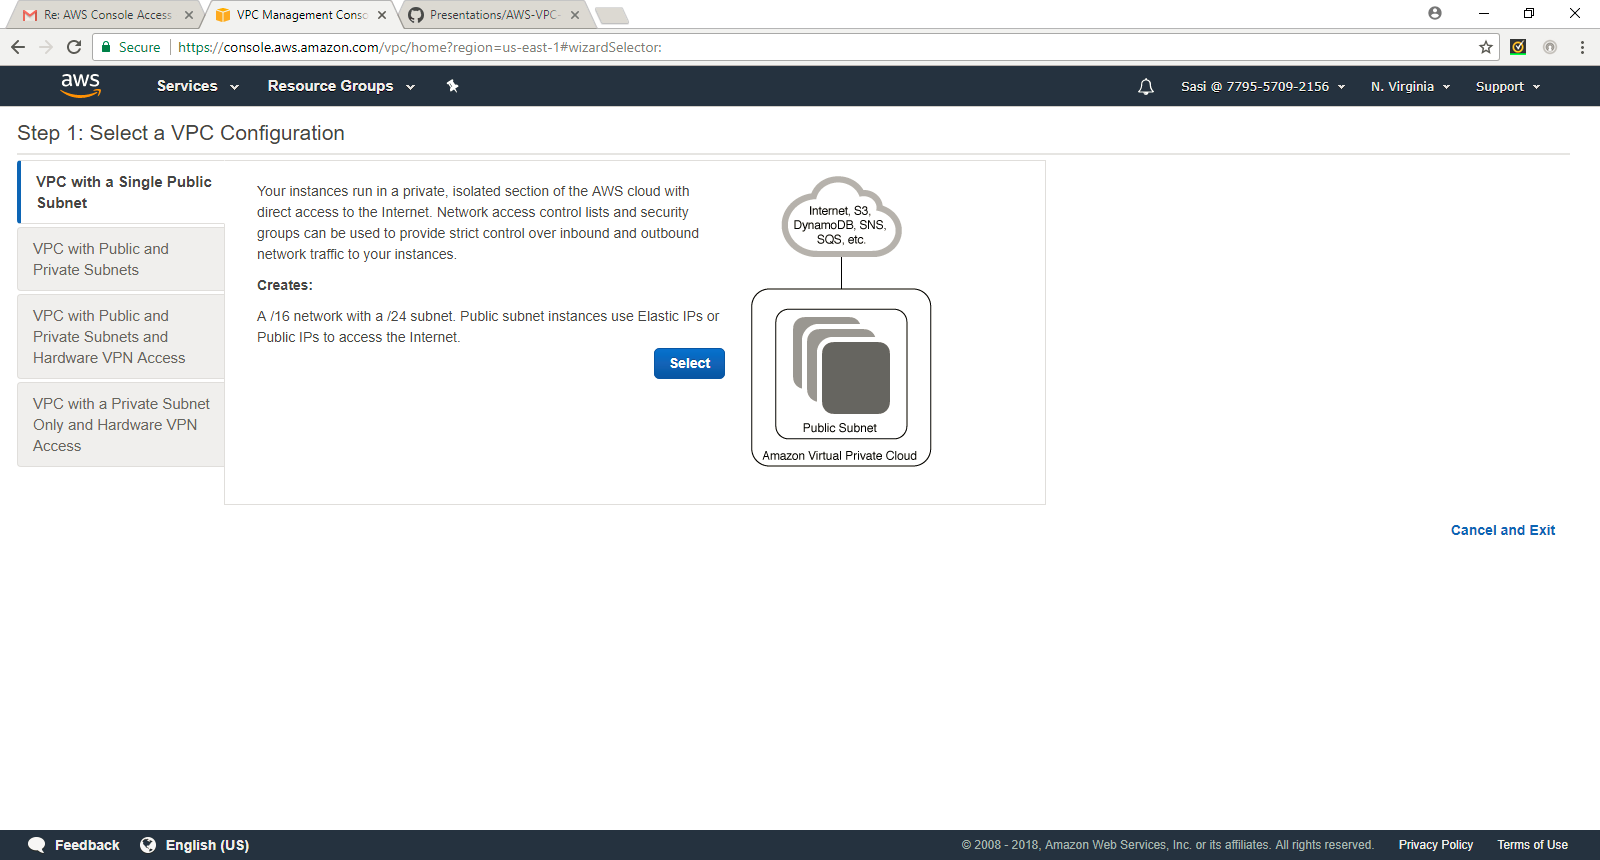 Re: AWS Console Access
VPC Management Conso
Presentations/AWS-VPC-
Secure
https://console.aws.amazon.com/vpc/home?region=us-east-1#wizardSelector:
aws
Services
Resource Groups
Sasi @ 7795-5709-2156
N. Virginia
Support
Step 1: Select a VPC Configuration
VPC with a Single Public
Subnet
VPC with Public and
Private Subnets
VPC with Public and
Private Subnets and
Hardware VPN Access
VPC with a Private Subnet
Only and Hardware VPN
Access
Your instances run in a private, isolated section of the AWS cloud with
direct access to the Internet. Network access control lists and security
groups can be used to provide strict control over inbound and outbound
network traffic to your instances.
Creates:
A /16 network with a /24 subnet. Public subnet instances use Elastic IPs or
Public IPs to access the Internet.
Select
Internet, S3,
DynamoDB, SNS,
SQS, etc.
Public Subnet
Amazon Virtual Private Cloud
Cancel and Exit
Feedback
English (US)
© 2008 - 2018, Amazon Web Services, Inc. or its affiliates. All rights reserved.
Privacy Policy
Terms of Use